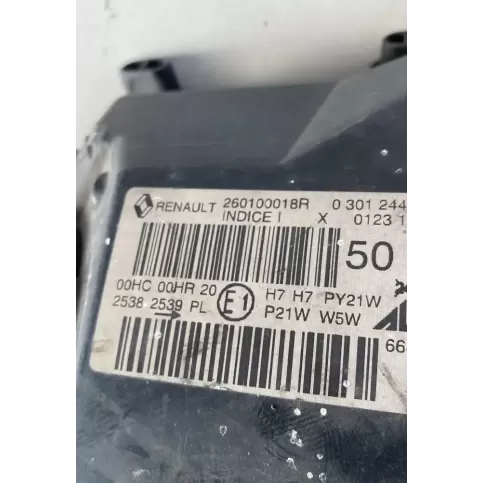 RENAULT 260100018R 0 301 244
INDICE I X 0123 1
50
00HC 00HR 20 E1 H7 H7 PY21W
2538 2539 PL P21W W5W
66